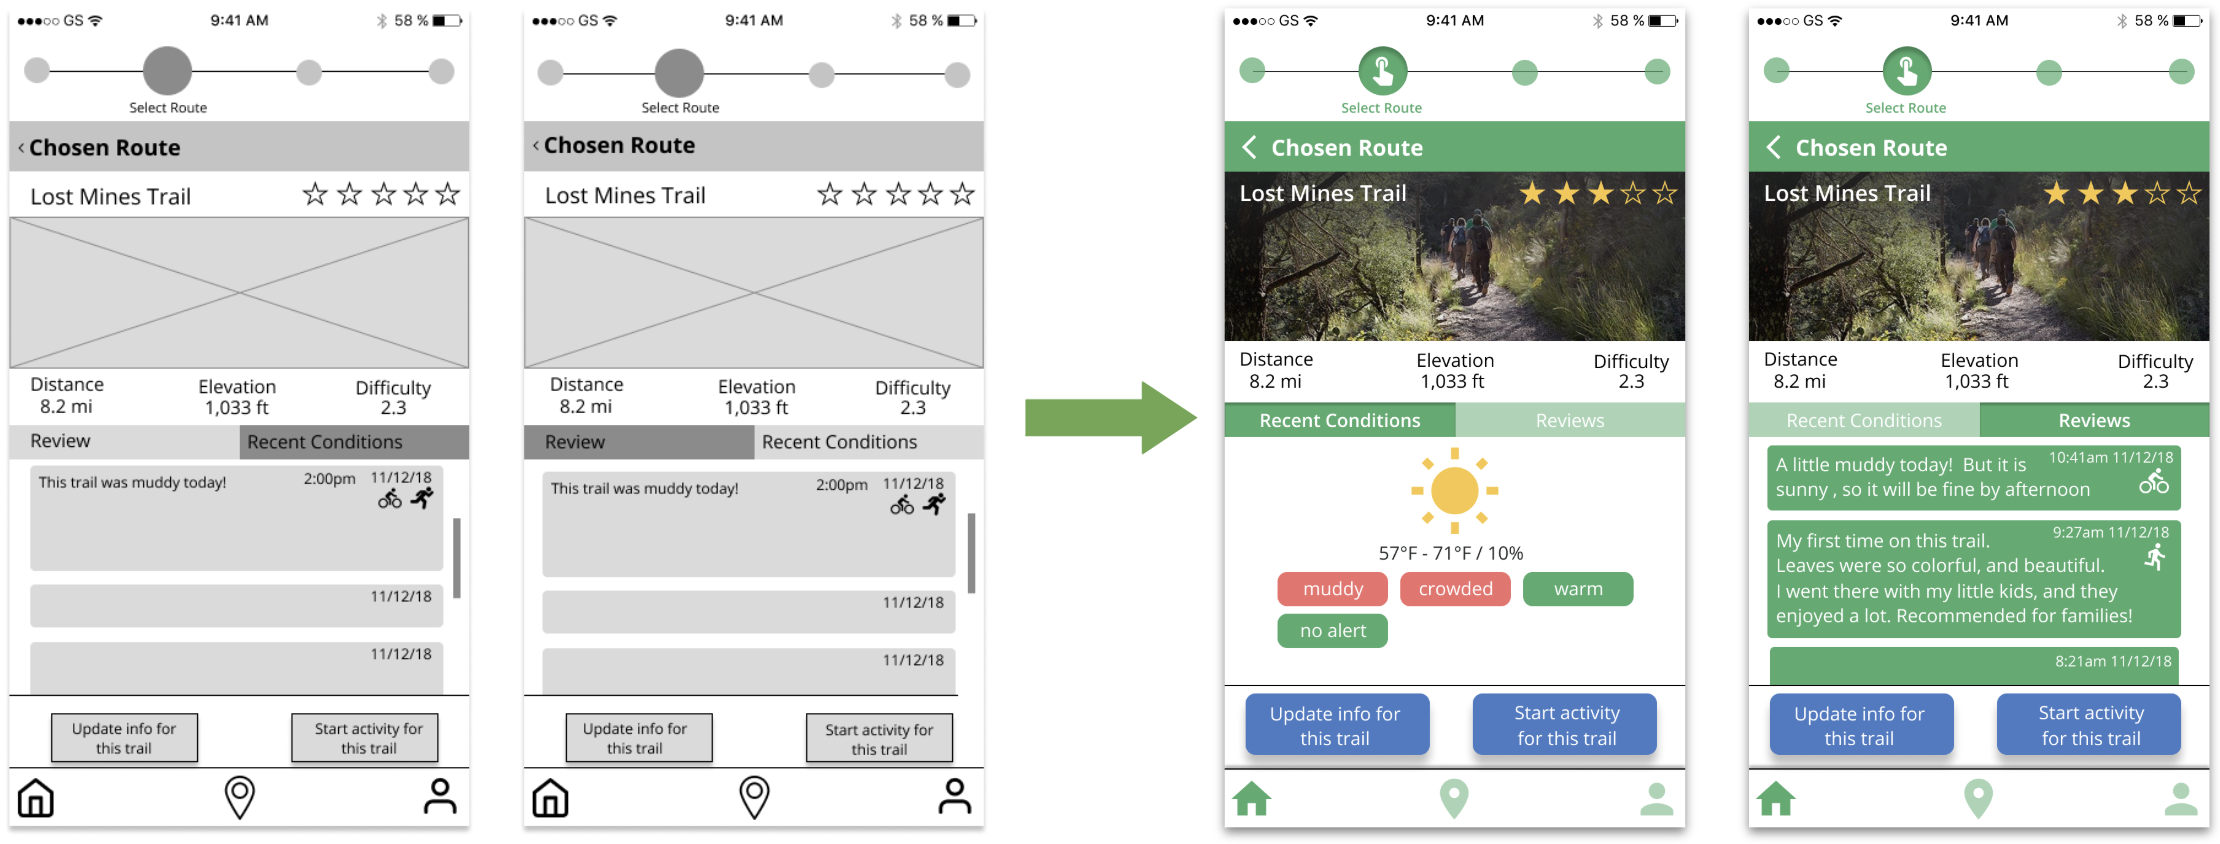 GS 9:41 AM 58 %
Select Route
Chosen Route
Lost Mines Trail
Distance Elevation Difficulty
8.2 mi 1,033 ft 2.3
Review Recent Conditions
This trail was muddy today! 2:00pm 11/12/18
11/12/18
11/12/18
Update info for
this trail
Start activity for
this trail
GS 9:41 AM 58 %
Select Route
Chosen Route
Lost Mines Trail
Distance Elevation Difficulty
8.2 mi 1,033 ft 2.3
Review Recent Conditions
This trail was muddy today! 2:00pm 11/12/18
11/12/18
11/12/18
Update info for
this trail
Start activity for
this trail
GS 9:41 AM 58 %
Select Route
Chosen Route
Lost Mines Trail
Distance Elevation Difficulty
8.2 mi 1,033 ft 2.3
Recent Conditions Reviews
57°F - 71°F / 10%
muddy crowded warm
no alert
Update info for
this trail
Start activity
for this trail
GS 9:41 AM 58 %
Select Route
Chosen Route
Lost Mines Trail
Distance Elevation Difficulty
8.2 mi 1,033 ft 2.3
Recent Conditions Reviews
10:41am 11/12/18
A little muddy today! But it is
sunny , so it will be fine by afternoon
9:27am 11/12/18
My first time on this trail.
Leaves were so colorful, and beautiful.
I went there with my little kids, and they
enjoyed a lot. Recommended for families!
8:21am 11/12/18
Update info for
this trail
Start activity
for this trail